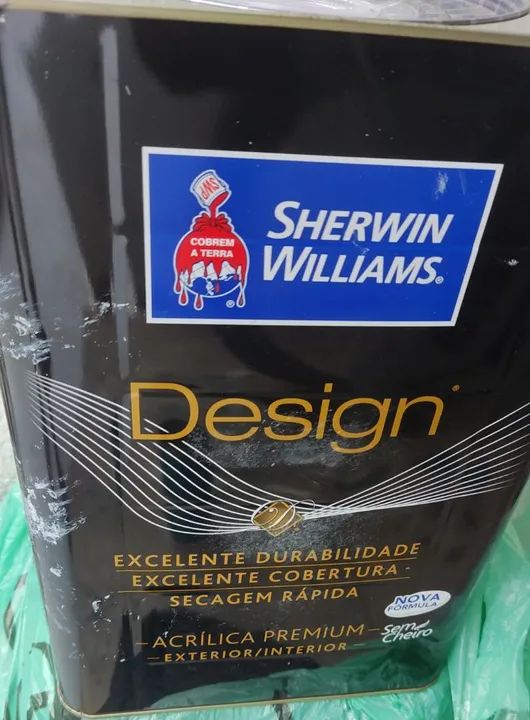 SWP
COBREM
A TERRA
®
SHERWIN
WILLIAMS®
Design®
EXCELENTE DURABILIDADE
EXCELENTE COBERTURA
SECAGEM RÁPIDA
NOVA
FÓRMULA
ACRÍLICA PREMIUM
Sem
Cheiro
EXTERIOR/INTERIOR